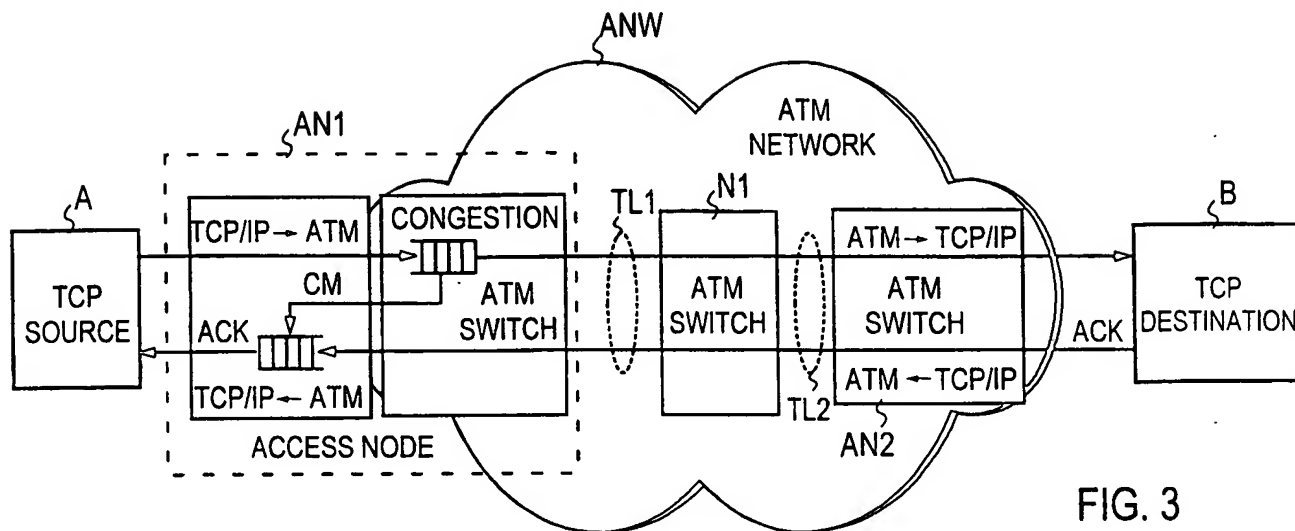 ANW
AN1
ATM
NETWORK
A
TCP
SOURCE
TCP/IP → ATM
CONGESTION
CM
ATM
SWITCH
ACK
TCP/IP ← ATM
ACCESS NODE
TL1
N1
ATM
SWITCH
TL2
ATM → TCP/IP
ATM
SWITCH
ATM ← TCP/IP
AN2
B
TCP
DESTINATION
ACK
FIG. 3